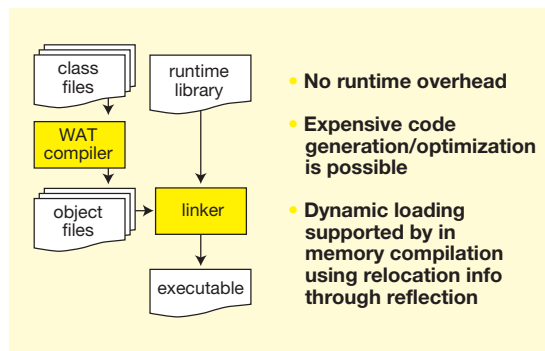 class
files
runtime
library
WAT
compiler
object
files
linker
executable
• No runtime overhead
• Expensive code
generation/optimization
is possible
• Dynamic loading
supported by in
memory compilation
using relocation info
through reflection